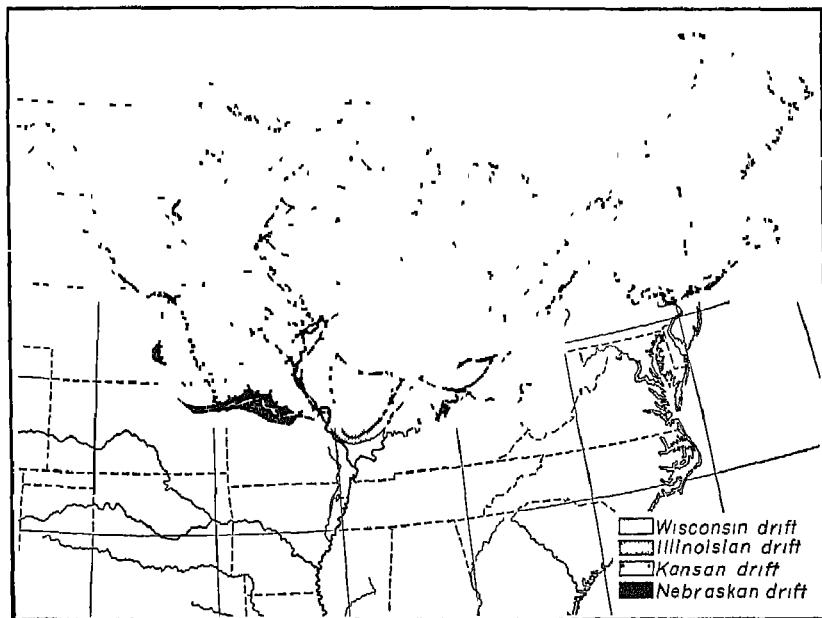 Wisconsin drift
Illinoisian drift
Kansan drift
Nebraskan drift